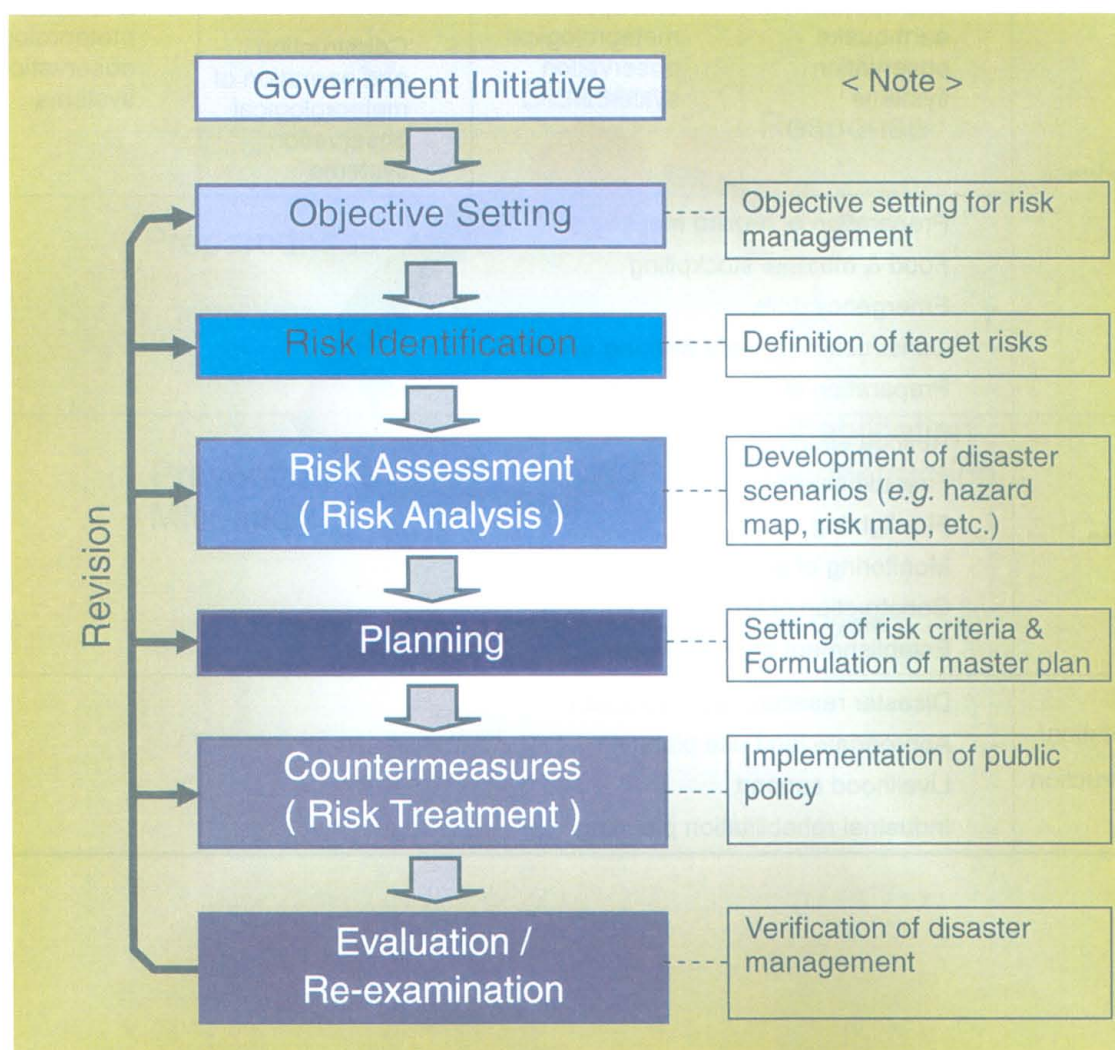 Government Initiative
< Note >
Objective Setting
Objective setting for risk
management
Risk Identification
Definition of target risks
Risk Assessment
( Risk Analysis )
Development of disaster
scenarios (e.g. hazard
map, risk map, etc.)
Planning
Setting of risk criteria &
Formulation of master plan
Countermeasures
( Risk Treatment )
Implementation of public
policy
Evaluation /
Re-examination
Verification of disaster
management
Revision